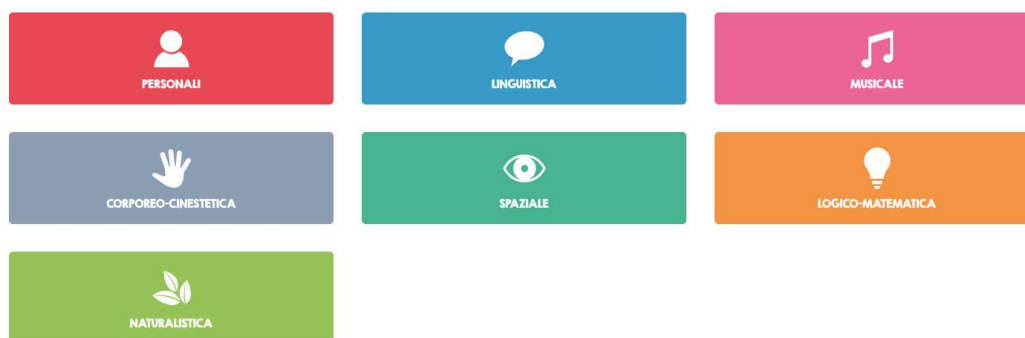 PERSONALI
LINGUISTICA
MUSICALE
CORPOREO-CINESTETICA
SPAZIALE
LOGICO-MATEMATICA
NATURALISTICA